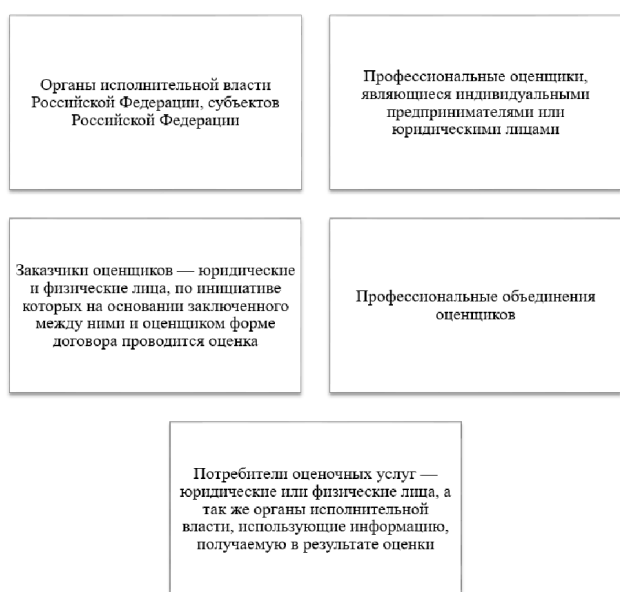 Органы исполнительной власти
Российской Федерации, субъектов
Российской Федерации
Профессиональные оценщики,
являющиеся индивидуальными
предпринимателями или
юридическими лицами
Заказчики оценщиков — юридические
и физические лица, по инициативе
которых на основании заключенного
между ними и оценщиком форме
договора проводится оценка
Профессиональные объединения
оценщиков
Потребители оценочных услуг —
юридические или физические лица, а
так же органы исполнительной
власти, использующие информацию,
получаемую в результате оценки